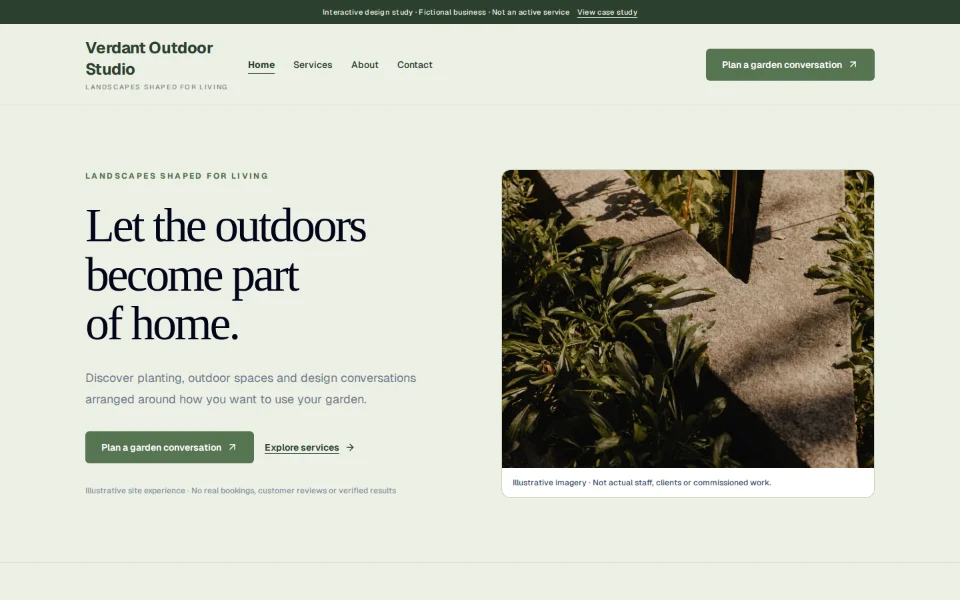 Interactive design study · Fictional business · Not an active service View case study
Verdant Outdoor
Studio
LANDSCAPES SHAPED FOR LIVING
Home Services About Contact
Plan a garden conversation ↗
LANDSCAPES SHAPED FOR LIVING
Let the outdoors
become part
of home.
Discover planting, outdoor spaces and design conversations
arranged around how you want to use your garden.
Plan a garden conversation ↗ Explore services →
Illustrative site experience · No real bookings, customer reviews or verified results
Illustrative imagery · Not actual staff, clients or commissioned work.